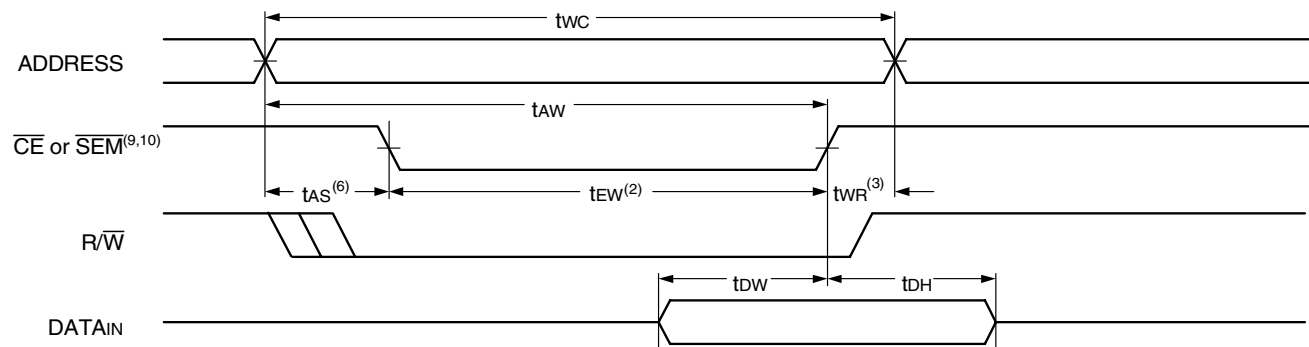 tWC
ADDRESS
tAW
CE or SEM(9,10)
tAS(6)
tEW(2)
tWR(3)
R/W
tDW
tDH
DATAIN